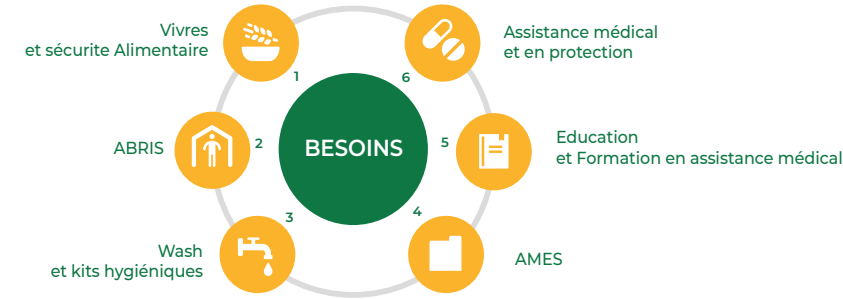 Vivres
et sécurite Alimentaire
1
ABRIS
2
Wash
et kits hygiéniques
3
BESOINS
4
AMES
5
Education
et Formation en assistance médical
6
Assistance médical
et en protection